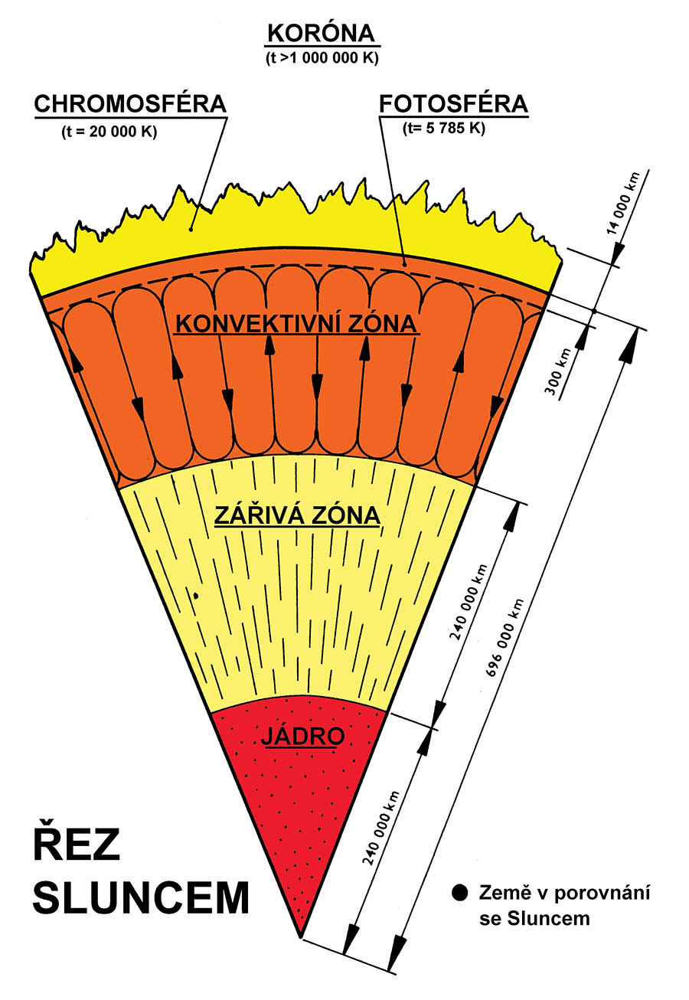 KORÓNA
(t >1 000 000 K)
CHROMOSFÉRA
(t = 20 000 K)
FOTOSFÉRA
(t= 5 785 K)
14 000 km
KONVEKTIVNÍ ZÓNA
300 km
ZÁŘIVÁ ZÓNA
240 000 km
696 000 km
JÁDRO
240 000 km
ŘEZ
SLUNCEM
Země v porovnání
se Sluncem